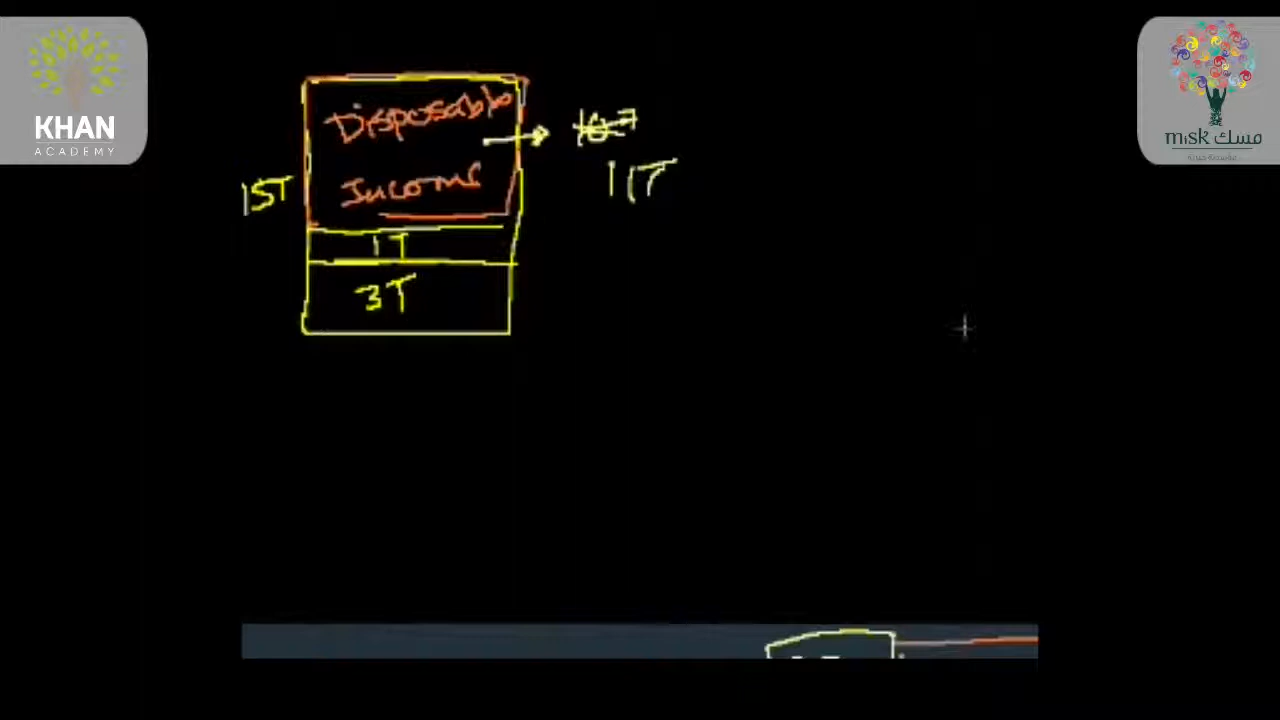 KHAN
ACADEMY
misk مسك
Disposable
Income
15T
11T
1T
3T